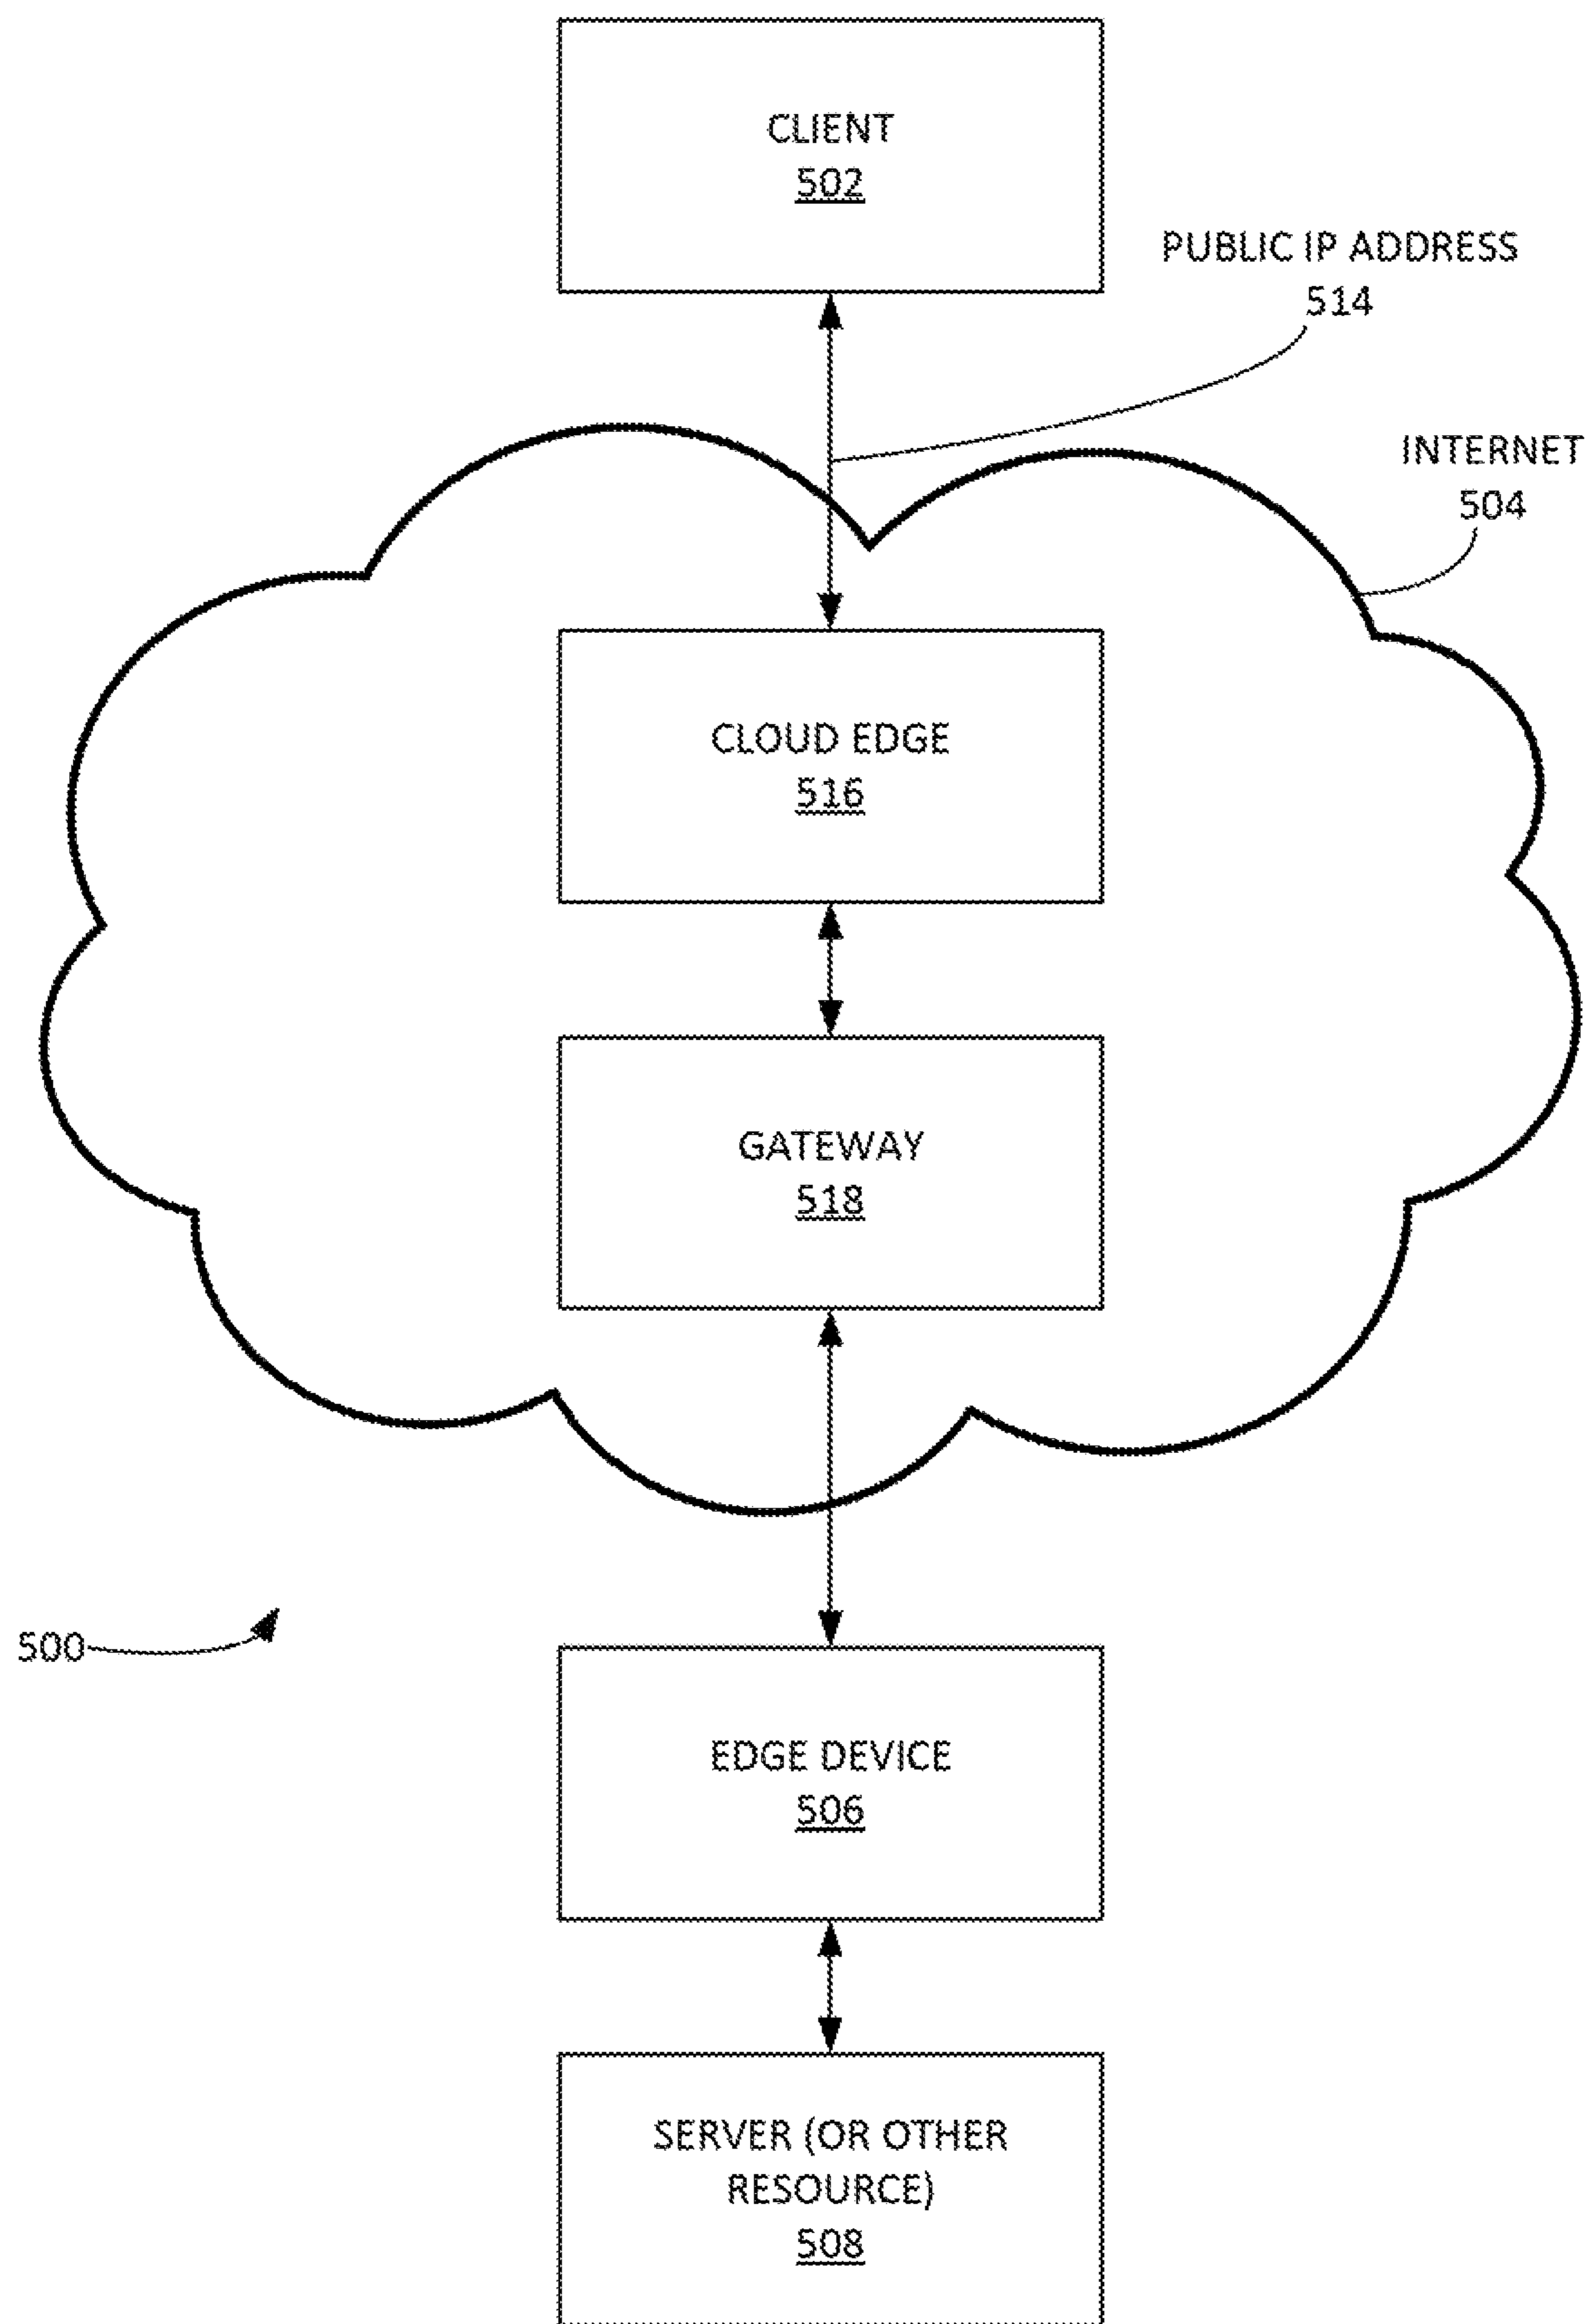 CLIENT
502
PUBLIC IP ADDRESS
514
INTERNET
504
CLOUD EDGE
516
GATEWAY
518
500
EDGE DEVICE
506
SERVER (OR OTHER
RESOURCE)
508